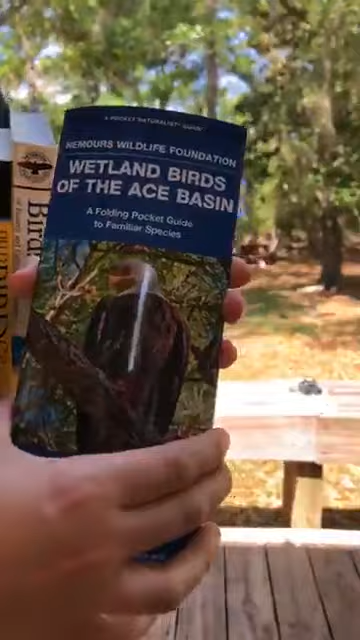 A POCKET NATURALIST® GUIDE
NEMOURS WILDLIFE FOUNDATION
WETLAND BIRDS
OF THE ACE BASIN
A Folding Pocket Guide
to Familiar Species
Bird